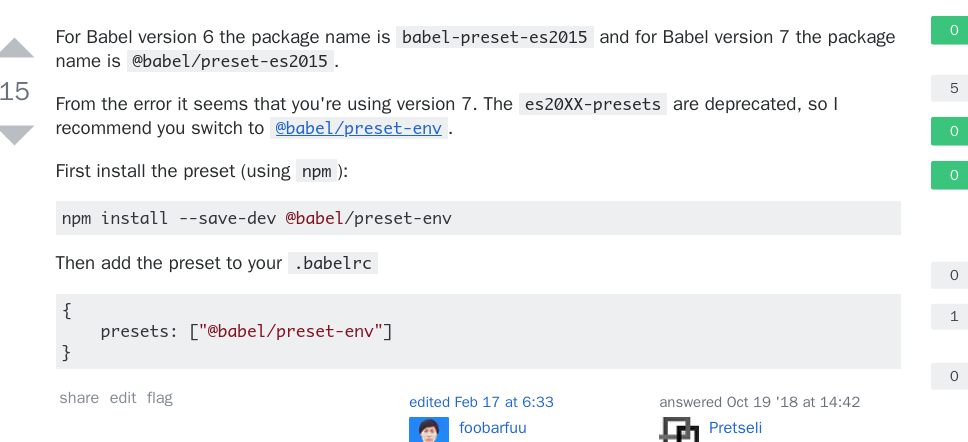 For Babel version 6 the package name is babel-preset-es2015 and for Babel version 7 the package
name is @babel/preset-es2015.
15
From the error it seems that you're using version 7. The es20XX-presets are deprecated, so I
recommend you switch to @babel/preset-env.
First install the preset (using npm):
npm install --save-dev @babel/preset-env
Then add the preset to your .babelrc
{
presets: ["@babel/preset-env"]
}
share edit flag
edited Feb 17 at 6:33
foobarfuu
answered Oct 19 '18 at 14:42
Pretseli
0
5
0
0
0
1
0